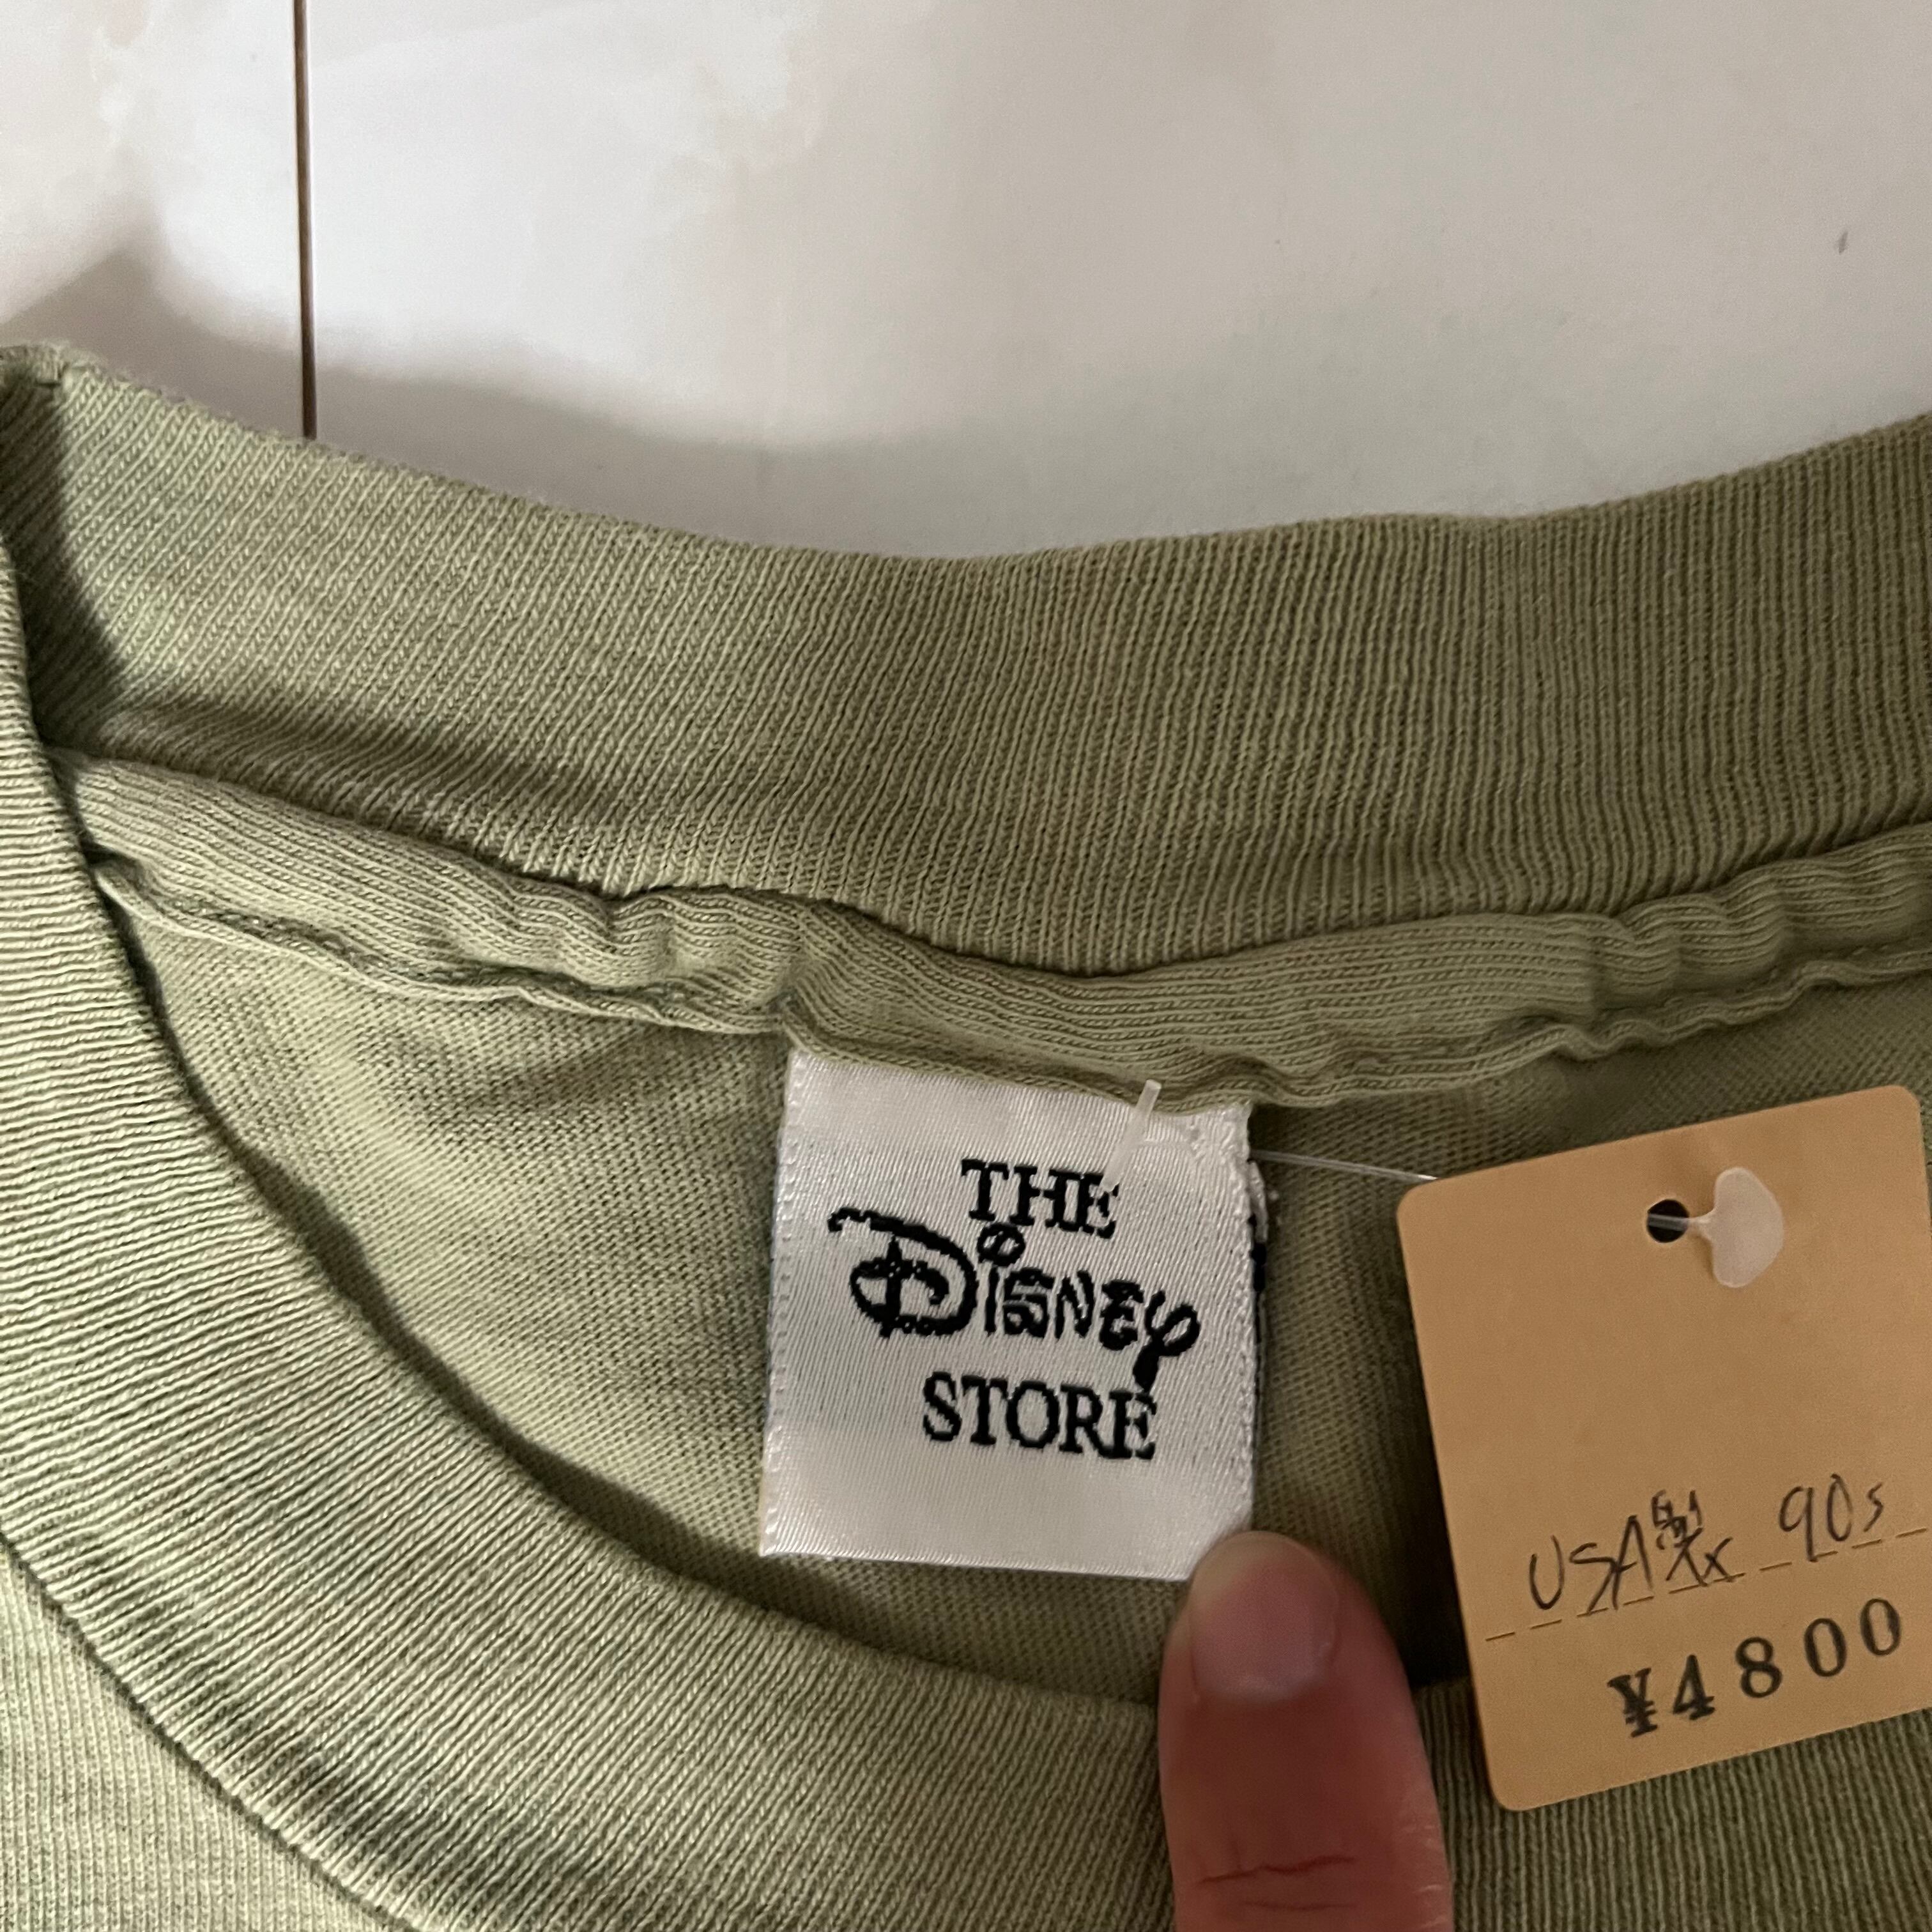 THE
Disney
STORE
USA製 90s
¥4800